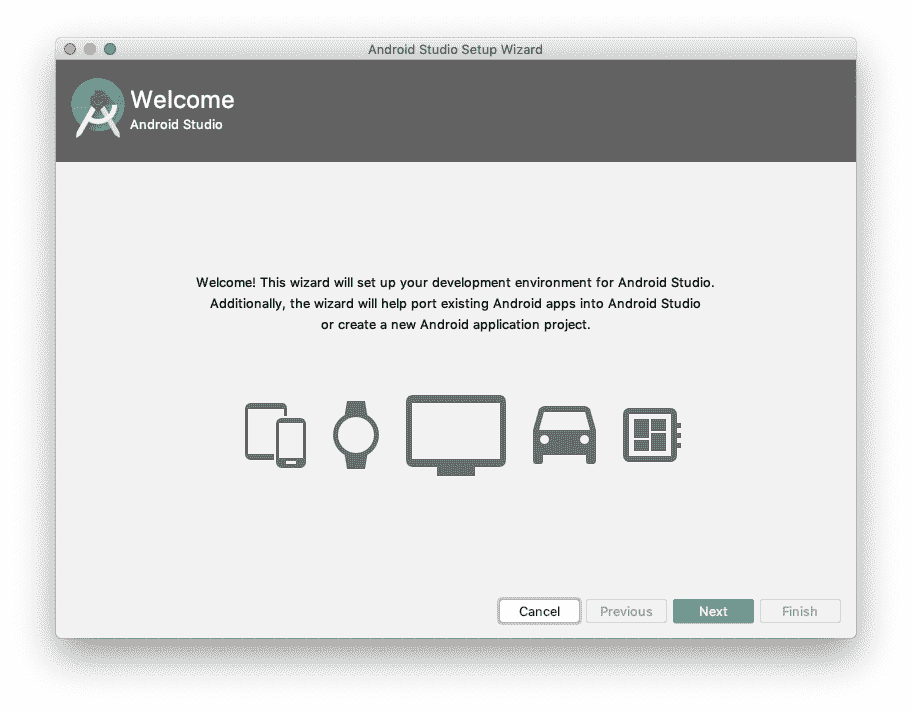 Android Studio Setup Wizard
Welcome
Android Studio
Welcome! This wizard will set up your development environment for Android Studio.
Additionally, the wizard will help port existing Android apps into Android Studio
or create a new Android application project.
Cancel Previous Next Finish